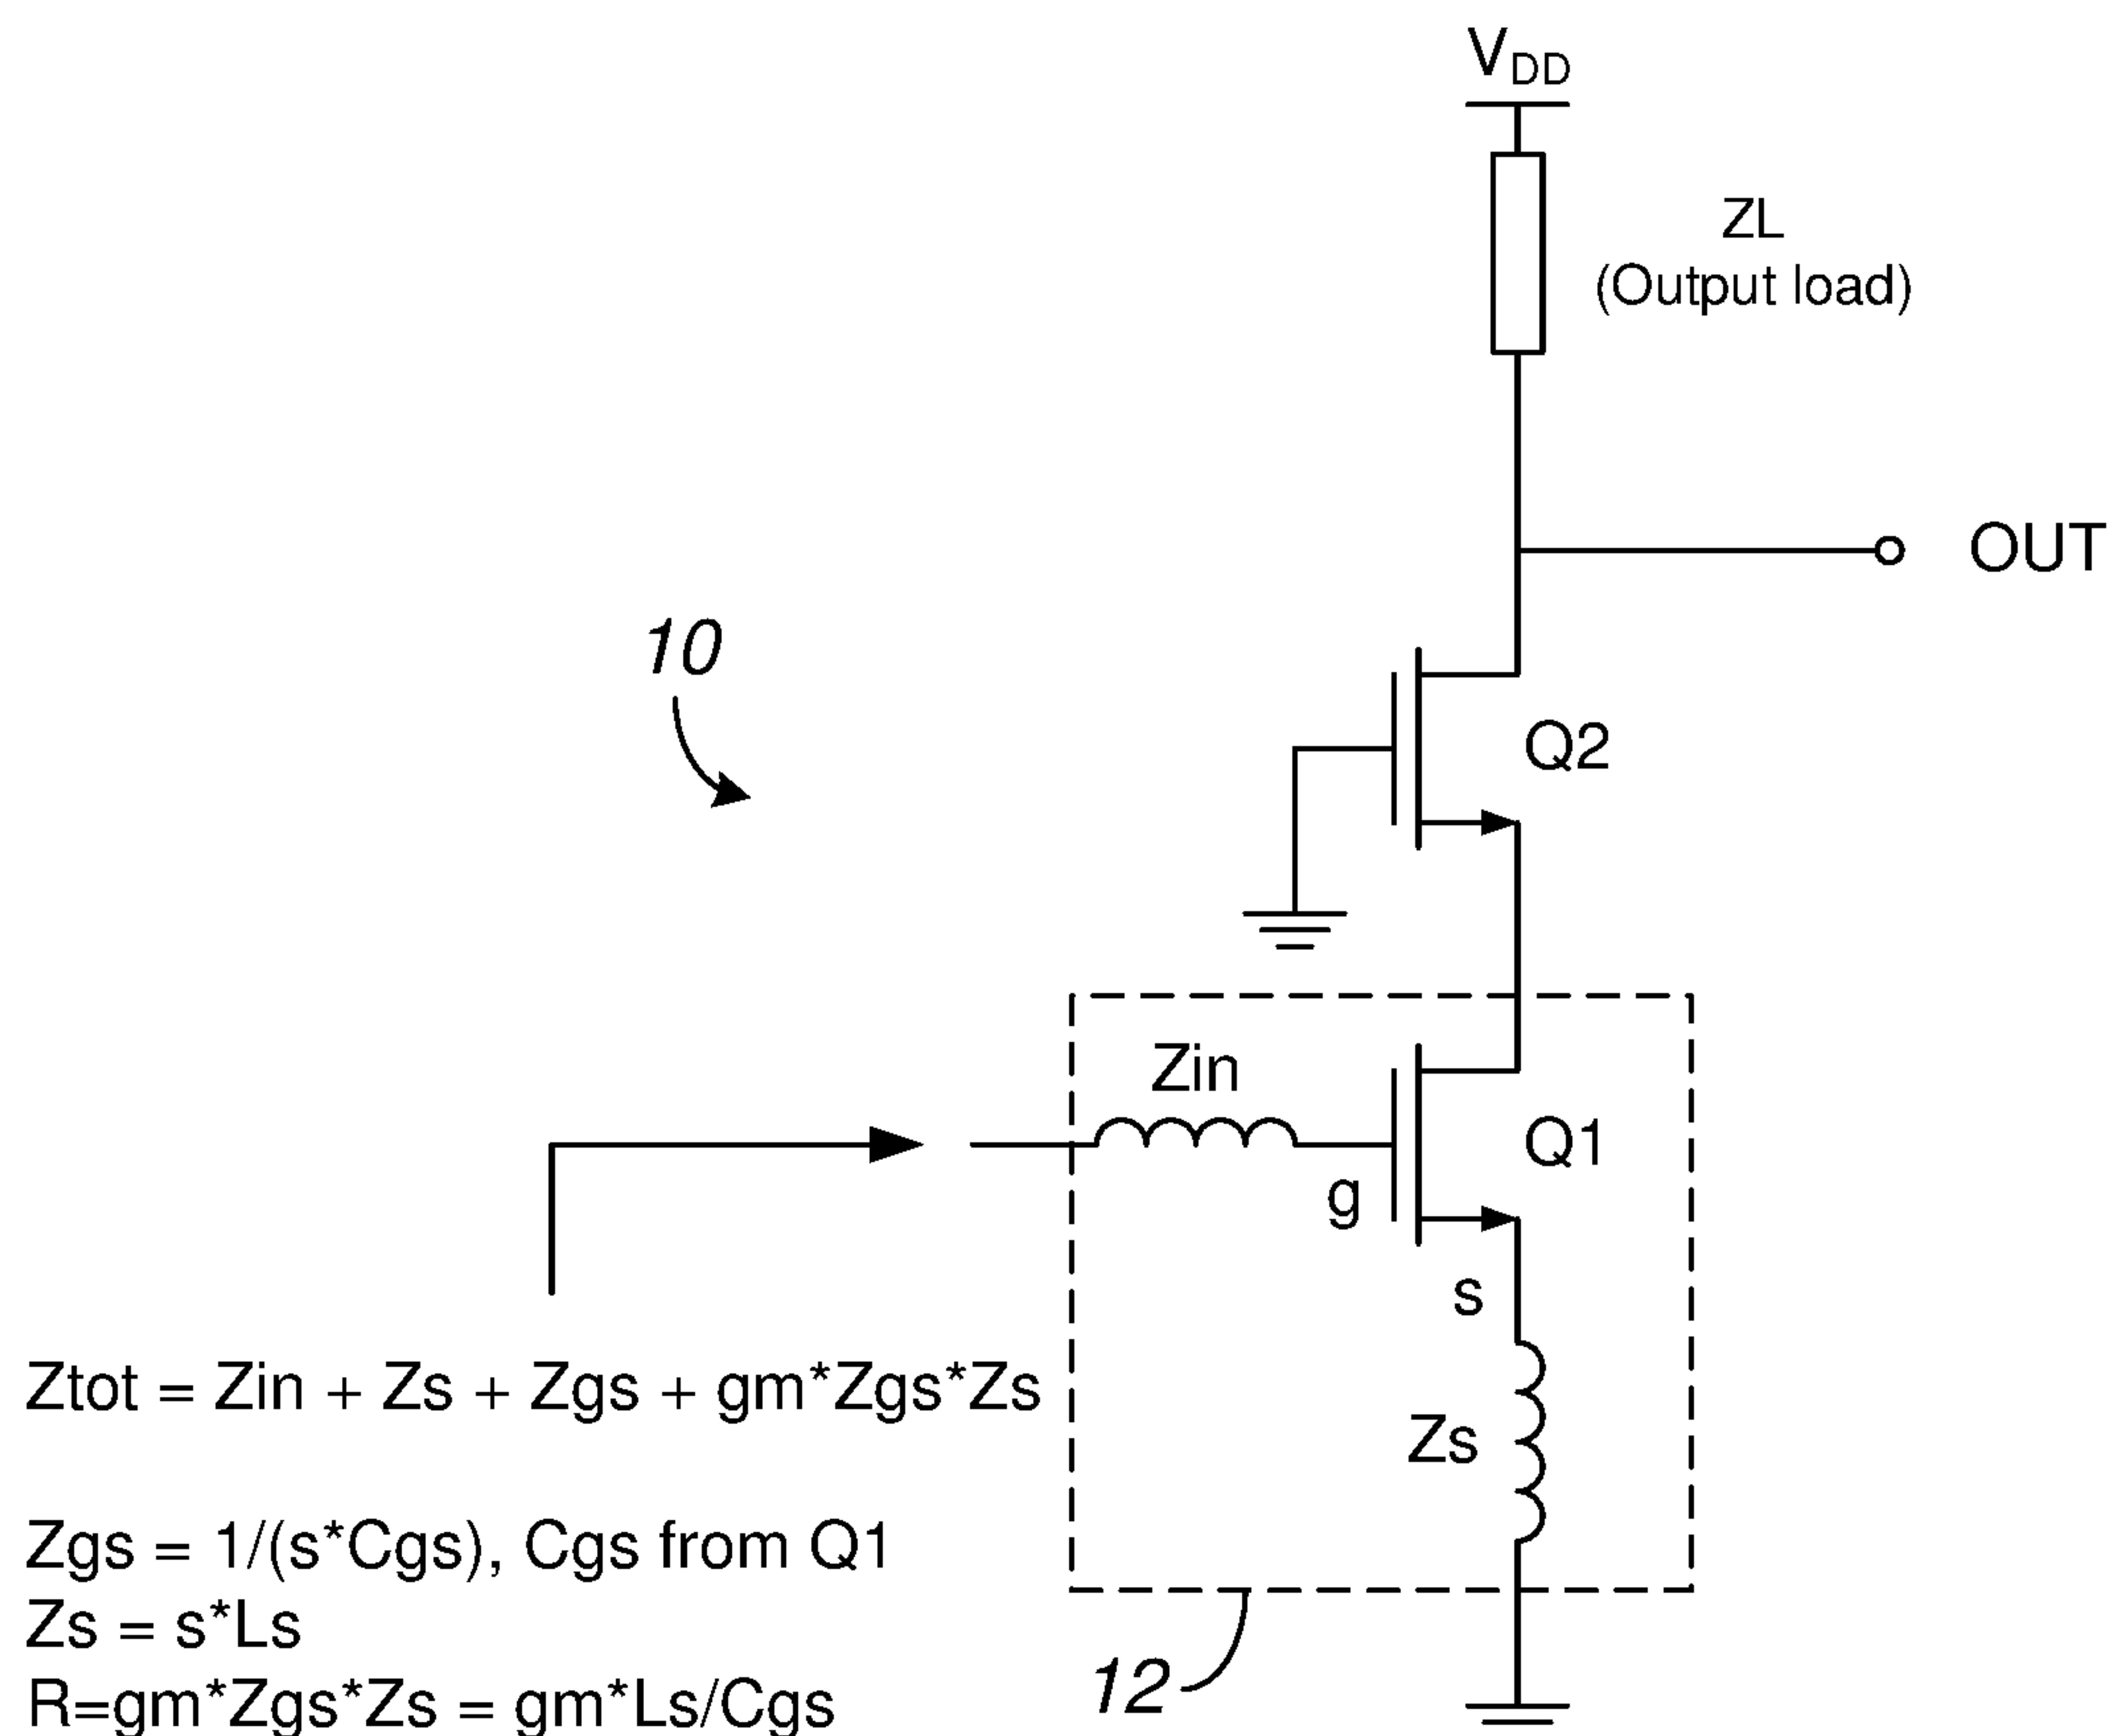 VDD
ZL
(Output load)
OUT
10
Q2
Zin
Q1
g
s
Zs
Ztot = Zin + Zs + Zgs + gm*Zgs*Zs
Zgs = 1/(s*Cgs), Cgs from Q1
Zs = s*Ls
R=gm*Zgs*Zs = gm*Ls/Cgs
12